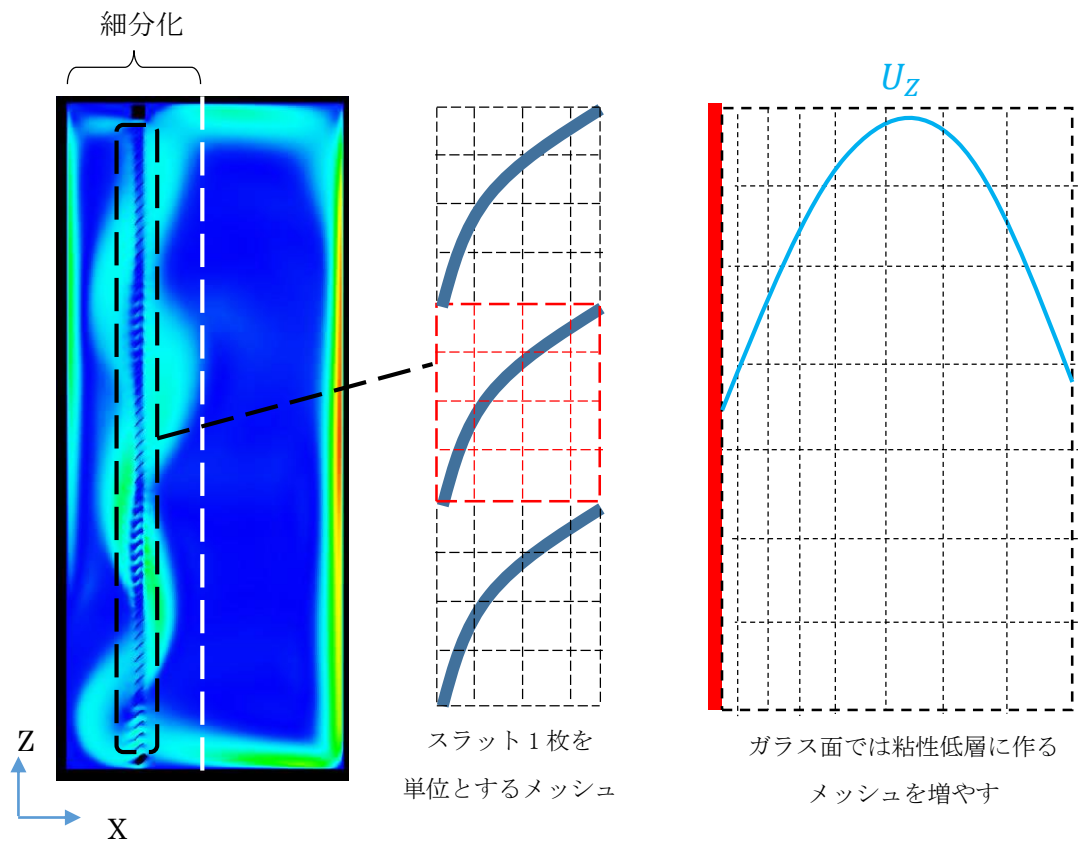 細分化
U_Z
Z
X
スラット1枚を
単位とするメッシュ
ガラス面では粘性低層に作る
メッシュを増やす